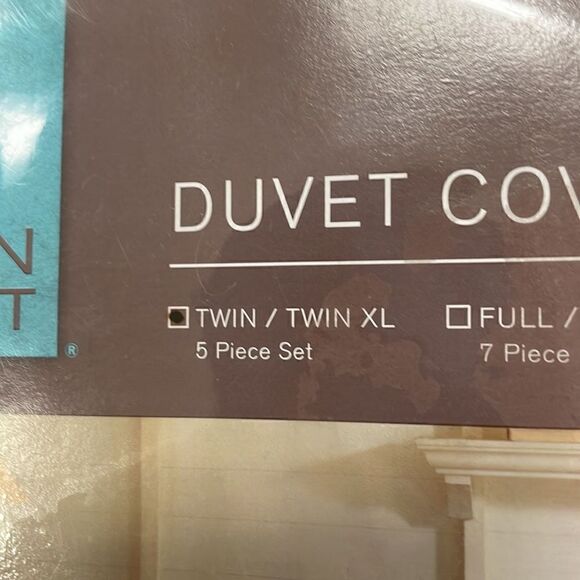 N
T
®
DUVET COV
TWIN / TWIN XL
5 Piece Set
FULL /
7 Piece